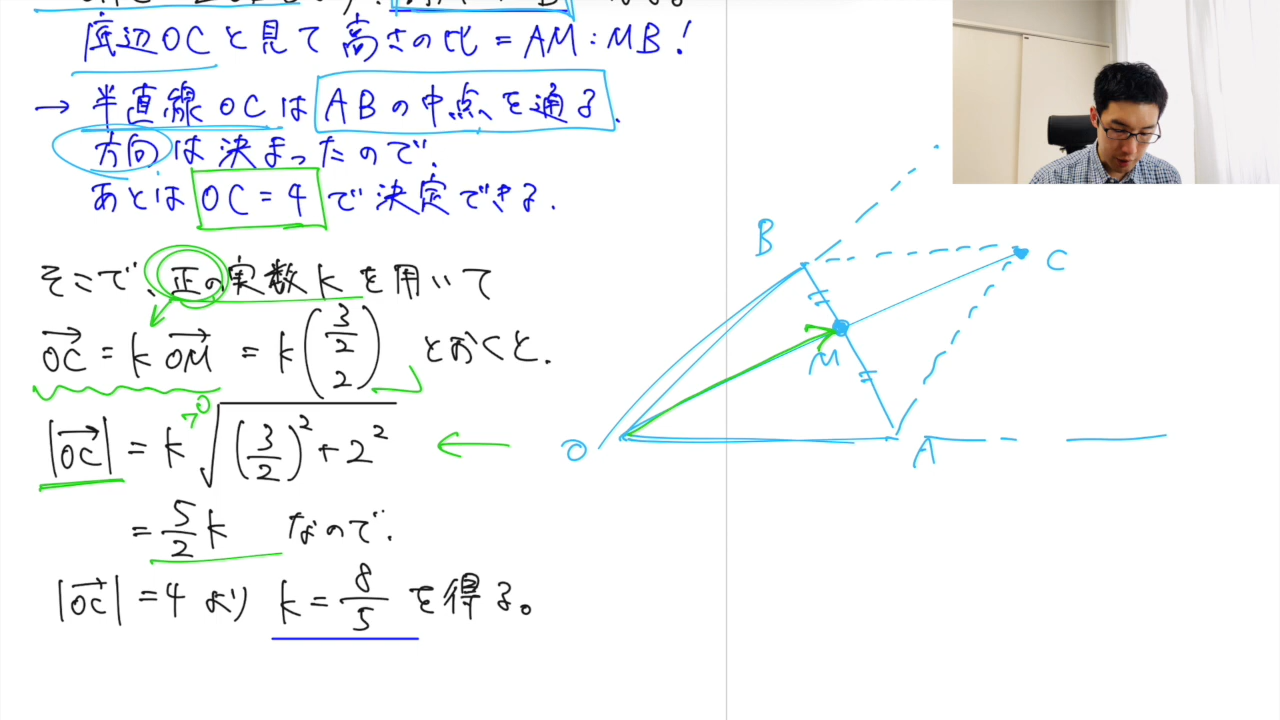 底辺OCと見て高さの比 = AM:MB!
→ 半直線OCは ABの中点を通る.
方向は決まったので、
あとは OC=4 で決定できる.
そこで、正の実数kを用いて
→OC = k →OM = k(3/2 2) とおくと、
|→OC| = k √((3/2)²+2²)
>0
= 5/2 k なので、
|→OC| = 4 より k = 8/5 を得る。
B
C
M
O
A